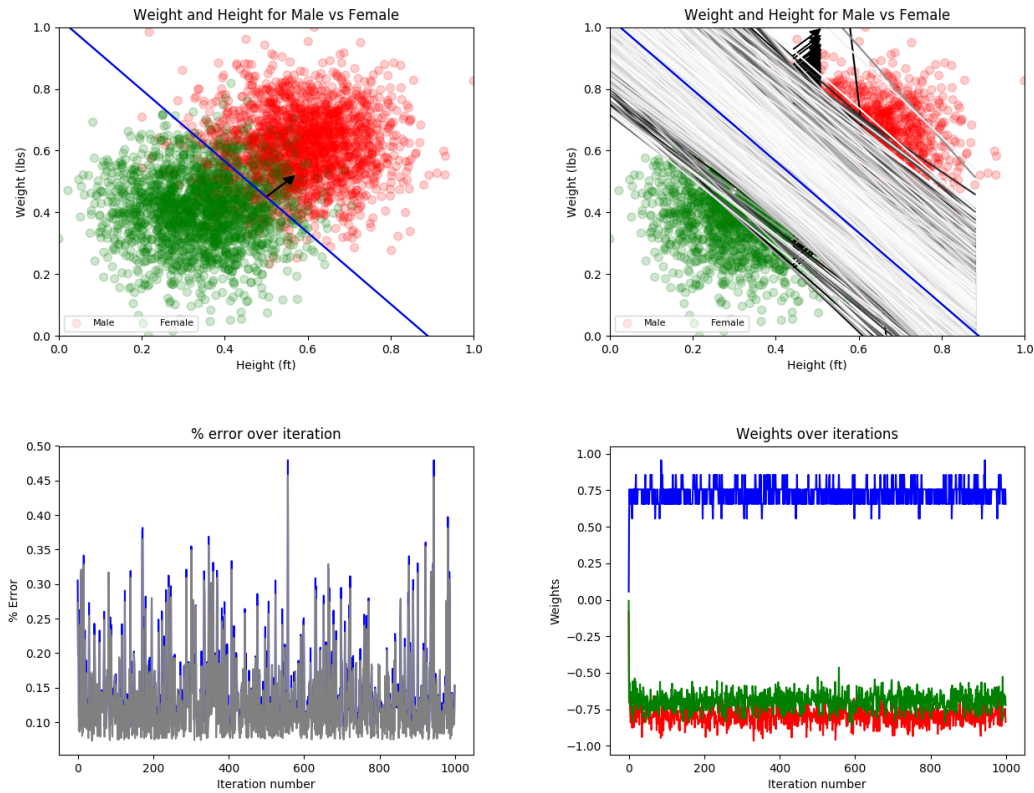 Weight and Height for Male vs Female
Weight (lbs)
1.0
0.8
0.6
0.4
0.2
0.0
Male Female
0.0 0.2 0.4 0.6 0.8 1.0
Height (ft)
Weight and Height for Male vs Female
Weight (lbs)
1.0
0.8
0.6
0.4
0.2
0.0
Male Female
0.0 0.2 0.4 0.6 0.8 1.0
Height (ft)
% error over iteration
% Error
0.50
0.45
0.40
0.35
0.30
0.25
0.20
0.15
0.10
0 200 400 600 800 1000
Iteration number
Weights over iterations
Weights
1.00
0.75
0.50
0.25
0.00
−0.25
−0.50
−0.75
−1.00
0 200 400 600 800 1000
Iteration number